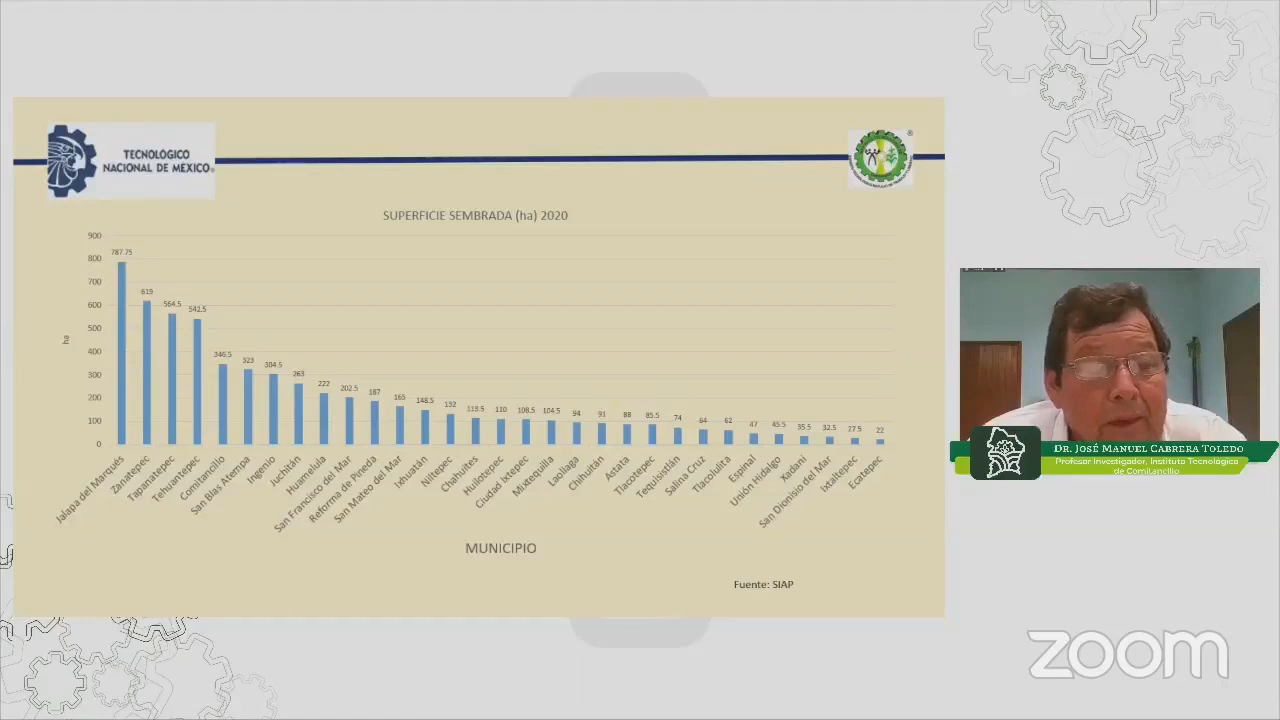 TECNOLÓGICO
NACIONAL DE MÉXICO®
®
SUPERFICIE SEMBRADA (ha) 2020
900
800
700
600
500
400
300
200
100
0
ha
787.75
619
564.5
542.5
346.5
323
304.5
263
222
202.5
187
165
148.5
132
113.5
110
108.5
104.5
94
91
88
85.5
74
64
62
47
45.5
35.5
32.5
27.5
22
Jalapa del Marqués
Zanatepec
Tapanatepec
Tehuantepec
Comitancillo
San Blas Atempa
Ingenio
Juchitán
Huamelula
San Francisco del Mar
Reforma de Pineda
San Mateo del Mar
Ixhuatán
Chahuites
Huilotepec
Ciudad Ixtepec
Mixtequilla
Laollaga
Chihuitán
Astata
Tlacotepec
Tequisistlán
Salina Cruz
Tlacolulita
Espinal
Unión Hidalgo
Xadani
San Dionisio del Mar
Ixtaltepec
Ecatepec
MUNICIPIO
Fuente: SIAP
Dr. José Manuel Cabrera Toledo
Profesor Investigador, Instituto Tecnológico
de Comitancillo
zoom